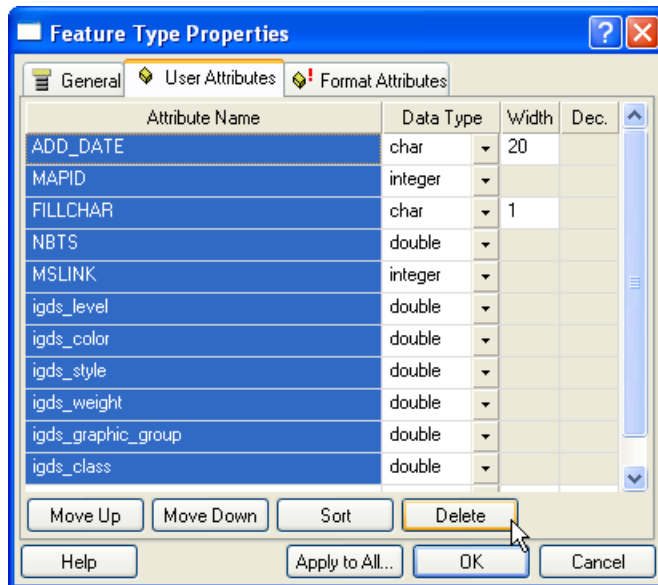 Feature Type Properties
General User Attributes Format Attributes
Attribute Name Data Type Width Dec.
ADD_DATE char 20
MAPID integer
FILLCHAR char 1
NBTS double
MSLINK integer
igds_level double
igds_color double
igds_style double
igds_weight double
igds_graphic_group double
igds_class double
Move Up Move Down Sort Delete
Help Apply to All... OK Cancel